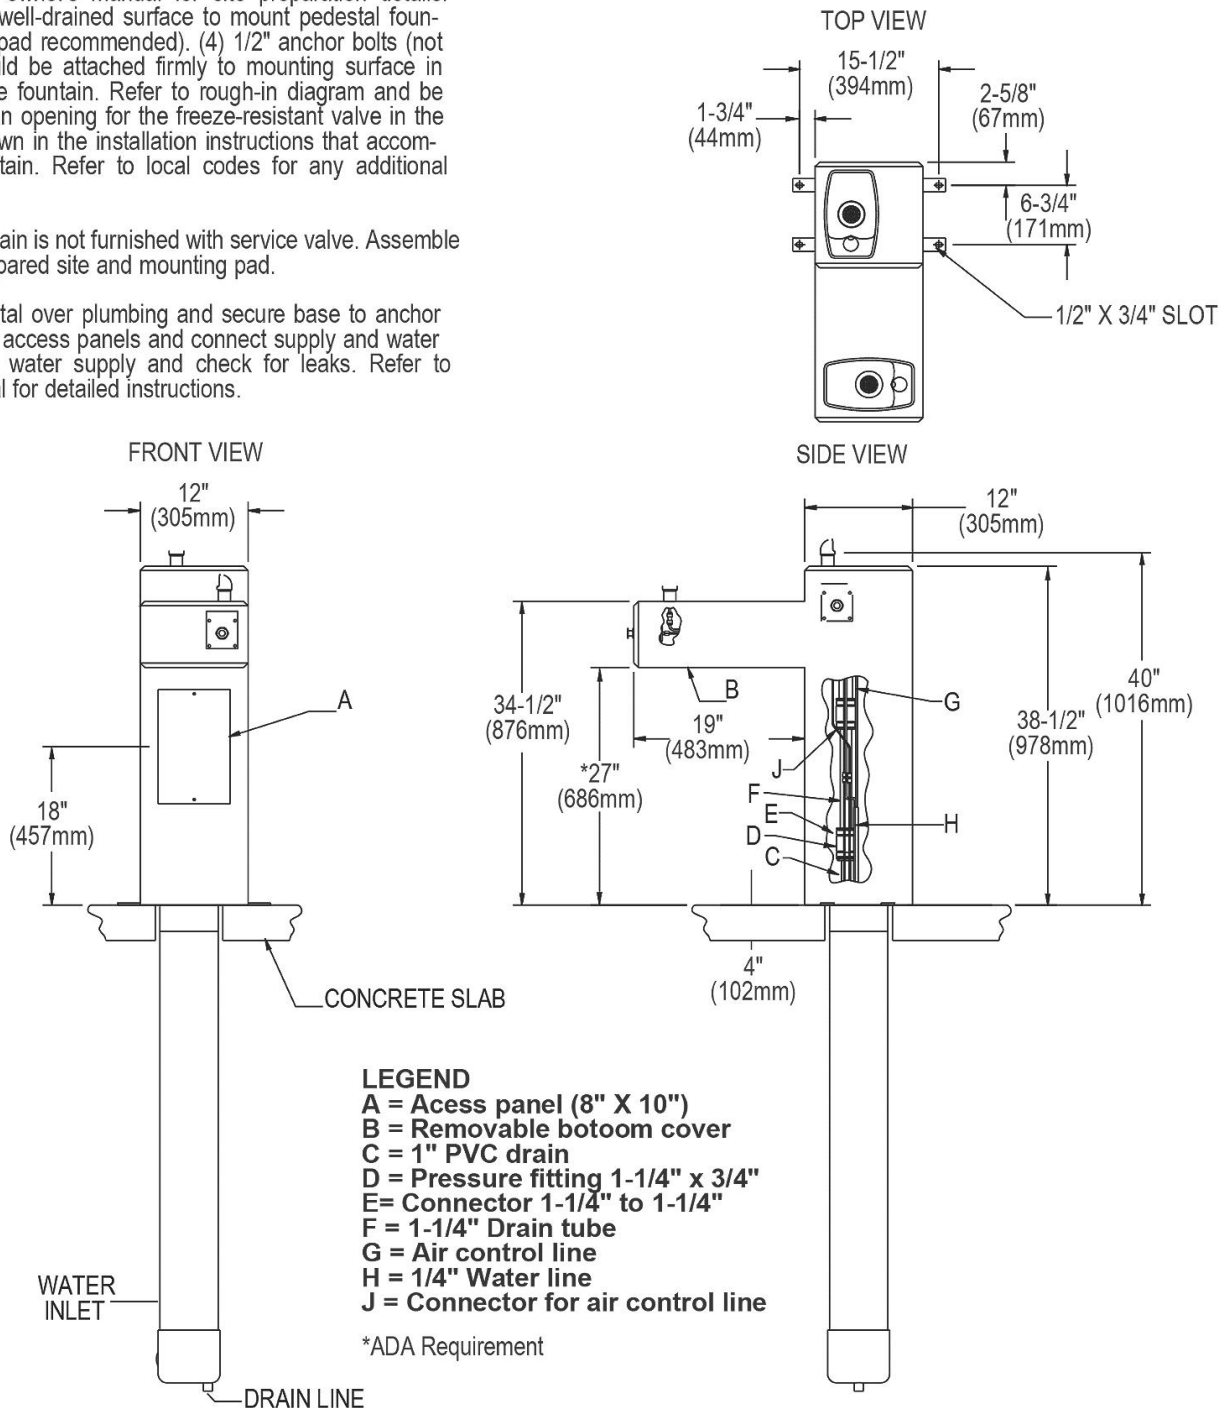 well-drained surface to mount pedestal foun-
pad recommended). (4) 1/2" anchor bolts (not
be attached firmly to mounting surface in
fountain. Refer to rough-in diagram and be
opening for the freeze-resistant valve in the
in the installation instructions that accom-
Refer to local codes for any additional
is not furnished with service valve. Assemble
site and mounting pad.
over plumbing and secure base to anchor
access panels and connect supply and water
water supply and check for leaks. Refer to
for detailed instructions.
TOP VIEW
15-1/2"
(394mm)
1-3/4"
(44mm)
2-5/8"
(67mm)
6-3/4"
(171mm)
1/2" X 3/4" SLOT
FRONT VIEW
12"
(305mm)
A
18"
(457mm)
CONCRETE SLAB
WATER
INLET
DRAIN LINE
SIDE VIEW
12"
(305mm)
34-1/2"
(876mm)
B
19"
(483mm)
*27"
(686mm)
G
J
F
E
D
C
H
38-1/2"
(978mm)
40"
(1016mm)
4"
(102mm)
LEGEND
A = Acess panel (8" X 10")
B = Removable botoom cover
C = 1" PVC drain
D = Pressure fitting 1-1/4" x 3/4"
E= Connector 1-1/4" to 1-1/4"
F = 1-1/4" Drain tube
G = Air control line
H = 1/4" Water line
J = Connector for air control line
*ADA Requirement